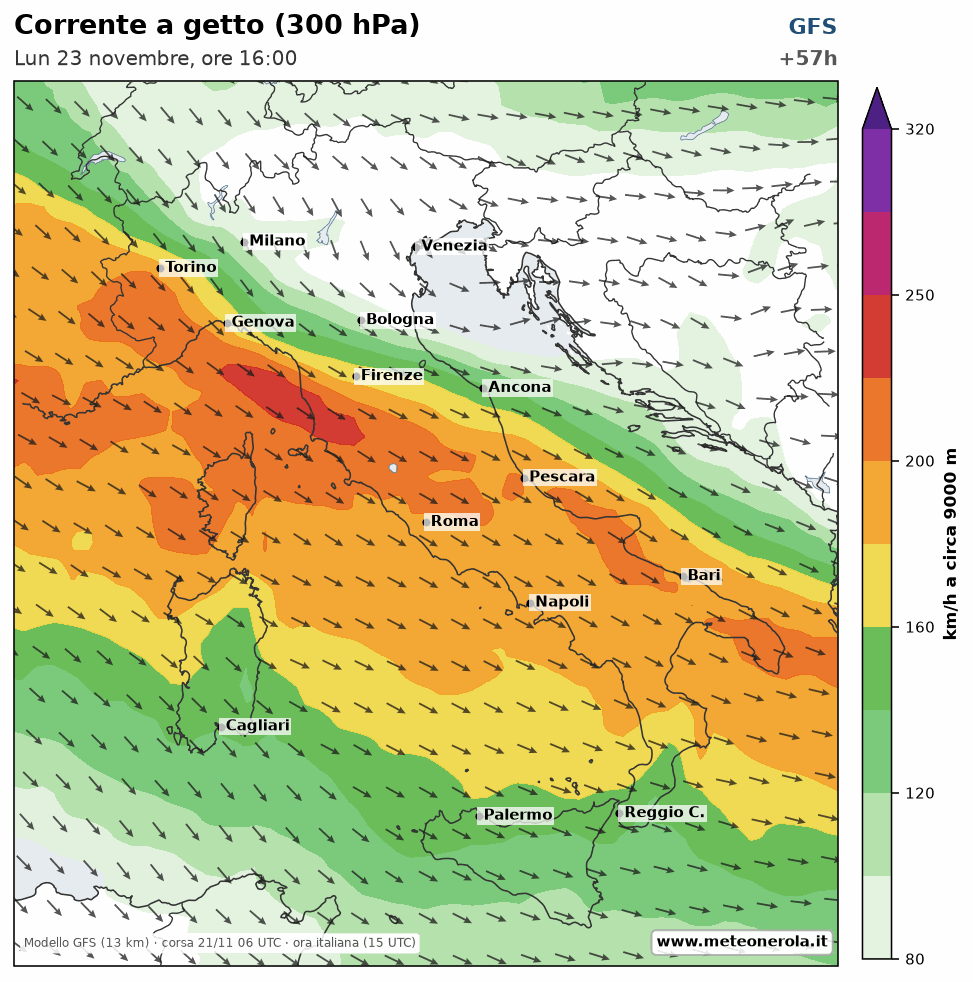 Corrente a getto (300 hPa)
GFS
Lun 23 novembre, ore 16:00
+57h
320
Milano
Venezia
Torino
250
Genova
Bologna
Firenze
Ancona
200
Pescara
Roma
Bari
Napoli
160
Cagliari
120
Palermo
Reggio C.
80
km/h a circa 9000 m
Modello GFS (13 km) · corsa 21/11 06 UTC · ora italiana (15 UTC)
www.meteonerola.it